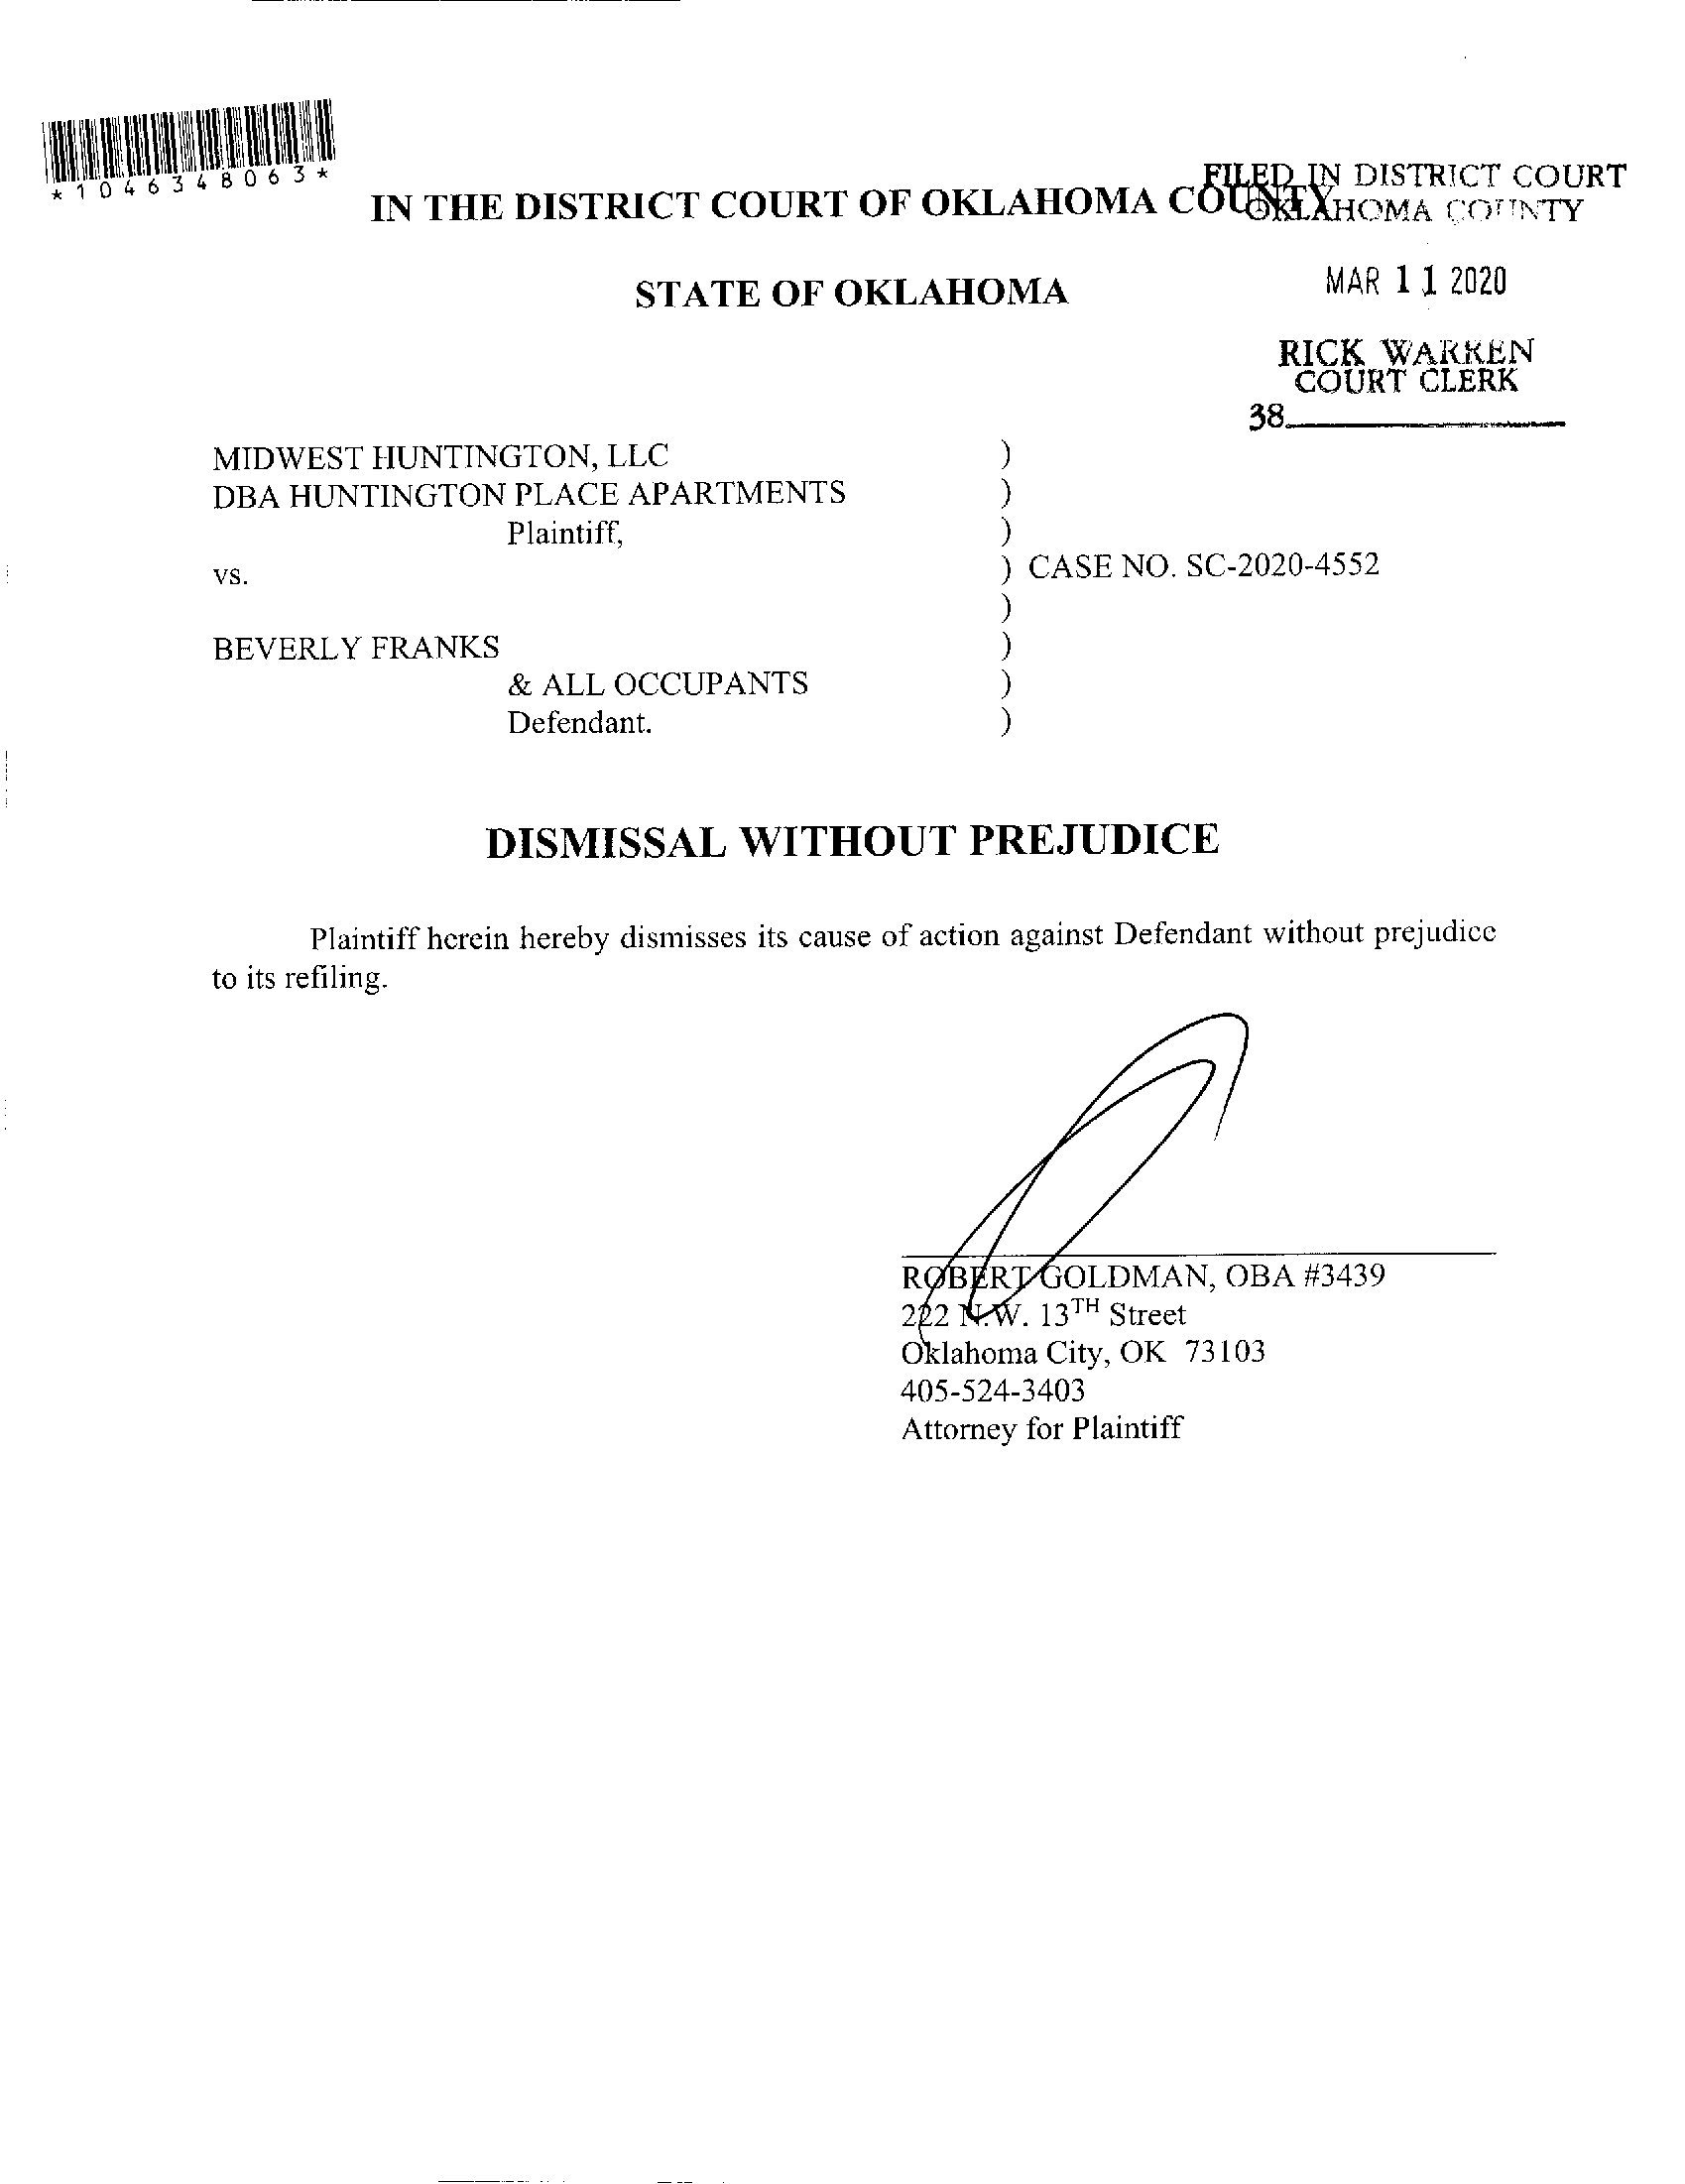 *1046348063*
FILED IN DISTRICT COURT
OKLAHOMA COUNTY
IN THE DISTRICT COURT OF OKLAHOMA COUNTY
STATE OF OKLAHOMA
MAR 11 2020
RICK WARREN
COURT CLERK
38
MIDWEST HUNTINGTON, LLC )
DBA HUNTINGTON PLACE APARTMENTS )
Plaintiff, )
vs. ) CASE NO. SC-2020-4552
)
BEVERLY FRANKS )
& ALL OCCUPANTS )
Defendant. )
DISMISSAL WITHOUT PREJUDICE
Plaintiff herein hereby dismisses its cause of action against Defendant without prejudice
to its refiling.
ROBERT GOLDMAN, OBA #3439
222 N.W. 13TH Street
Oklahoma City, OK 73103
405-524-3403
Attorney for Plaintiff